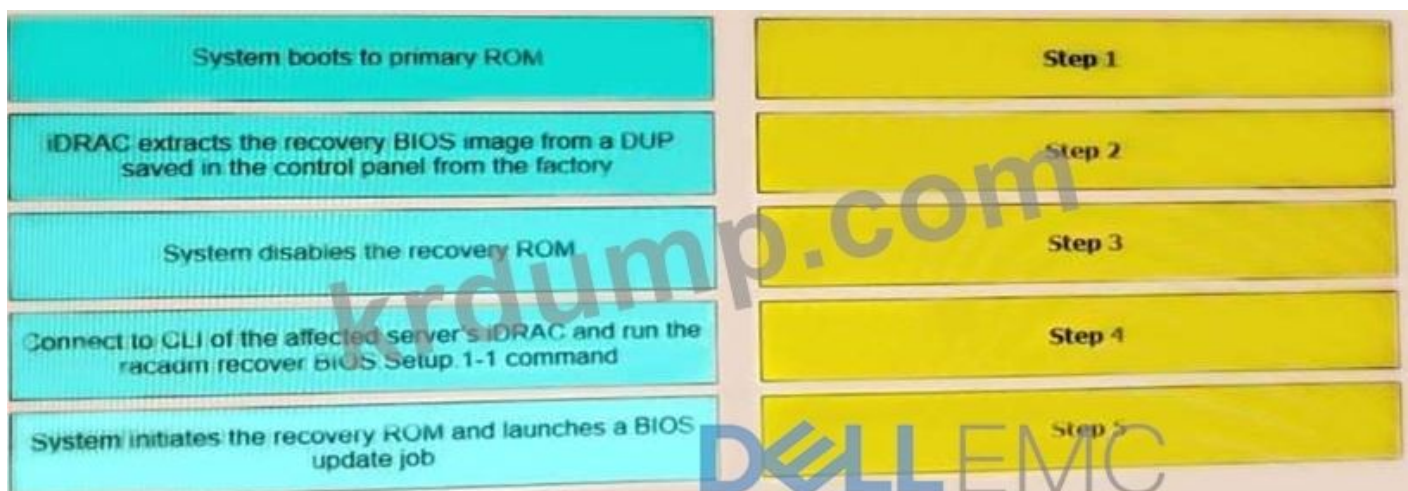 System boots to primary ROM
Step 1
iDRAC extracts the recovery BIOS image from a DUP
saved in the control panel from the factory
Step 2
System disables the recovery ROM
Step 3
Connect to CLI of the affected server's iDRAC and run the
racadm recover BIOS.Setup.1-1 command
Step 4
System initiates the recovery ROM and launches a BIOS
update job
Step 5
krdump.com
DELL EMC